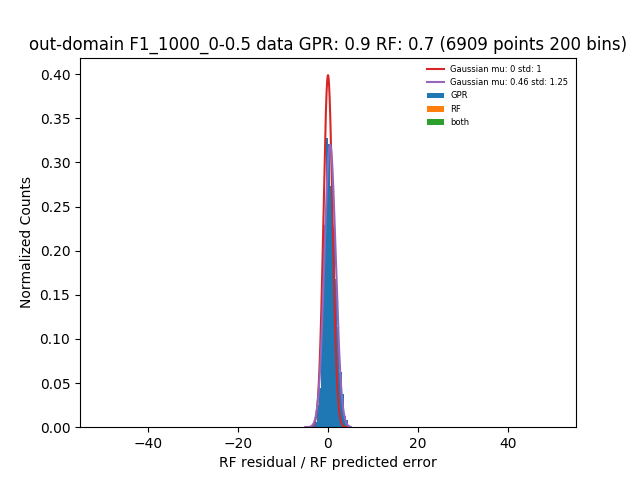 out-domain F1_1000_0-0.5 data GPR: 0.9 RF: 0.7 (6909 points 200 bins)
Gaussian mu: 0 std: 1
Gaussian mu: 0.46 std: 1.25
GPR
RF
both
0.40
0.35
0.30
0.25
0.20
0.15
0.10
0.05
0.00
Normalized Counts
−40
−20
0
20
40
RF residual / RF predicted error